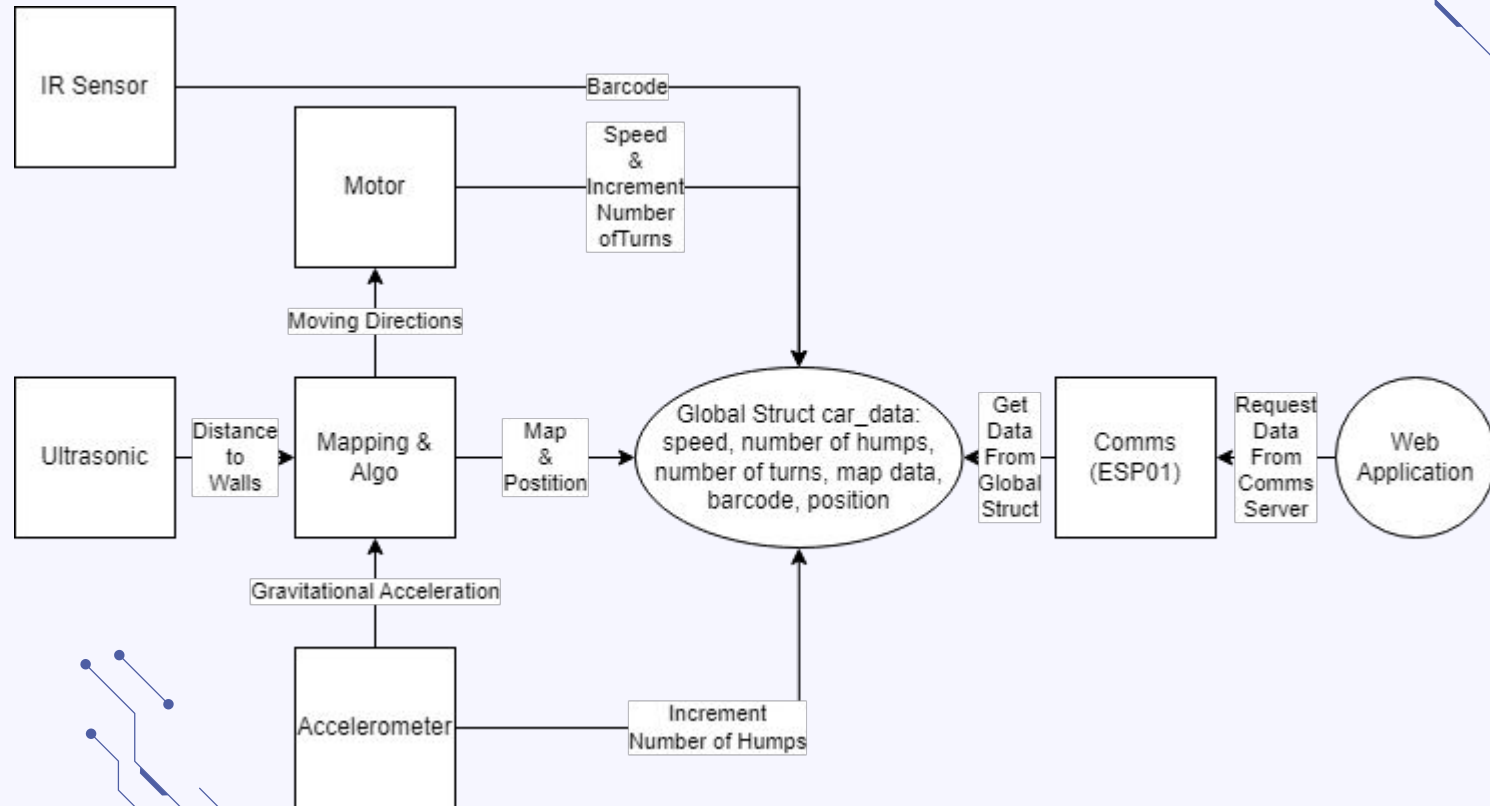 IR Sensor
Barcode
Motor
Speed
&
Increment
Number
ofTurns
Moving Directions
Ultrasonic
Distance
to
Walls
Mapping &
Algo
Map
&
Postition
Global Struct car_data:
speed, number of humps,
number of turns, map data,
barcode, position
Get
Data
From
Global
Struct
Comms
(ESP01)
Request
Data
From
Comms
Server
Web
Application
Gravitational Acceleration
Accelerometer
Increment
Number of Humps